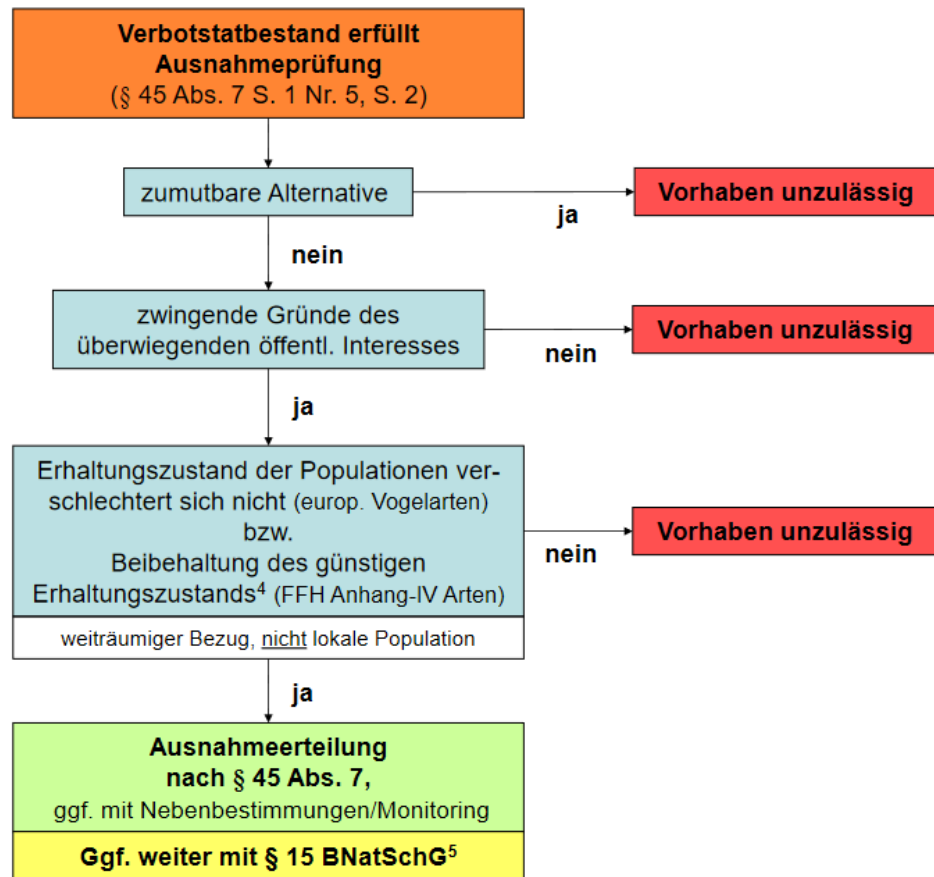 Verbotstatbestand erfüllt
Ausnahmeprüfung
(§ 45 Abs. 7 S. 1 Nr. 5, S. 2)
zumutbare Alternative
ja
Vorhaben unzulässig
nein
zwingende Gründe des
überwiegenden öffentl. Interesses
nein
Vorhaben unzulässig
ja
Erhaltungszustand der Populationen ver-
schlechtert sich nicht (europ. Vogelarten)
bzw.
Beibehaltung des günstigen
Erhaltungszustands⁴ (FFH Anhang-IV Arten)
weiträumiger Bezug, nicht lokale Population
nein
Vorhaben unzulässig
ja
Ausnahmeerteilung
nach § 45 Abs. 7,
ggf. mit Nebenbestimmungen/Monitoring
Ggf. weiter mit § 15 BNatSchG⁵